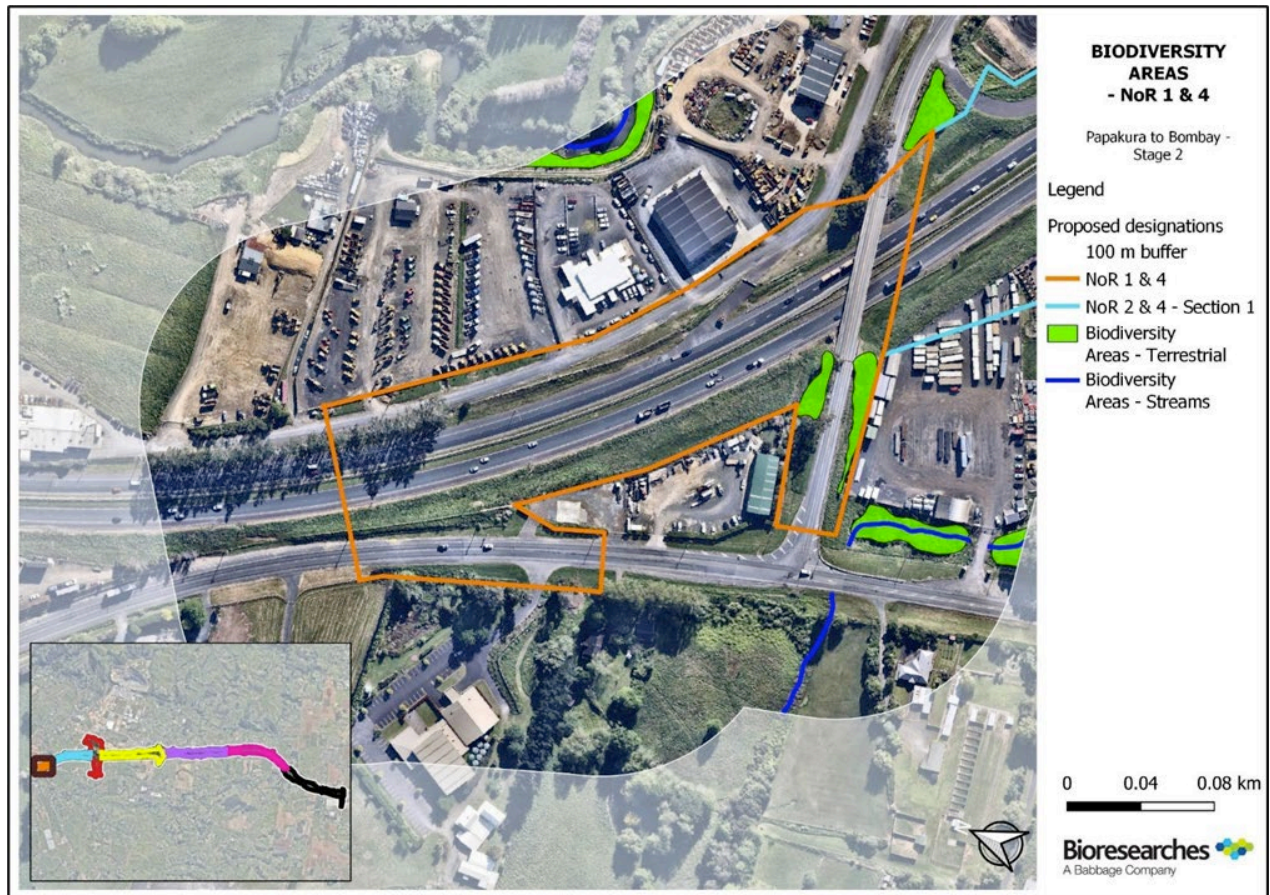 BIODIVERSITY
AREAS
- NoR 1 & 4
Papakura to Bombay -
Stage 2
Legend
Proposed designations
100 m buffer
NoR 1 & 4
NoR 2 & 4 - Section 1
Biodiversity
Areas - Terrestrial
Biodiversity
Areas - Streams
0 0.04 0.08 km
Bioresearches
A Babbage Company